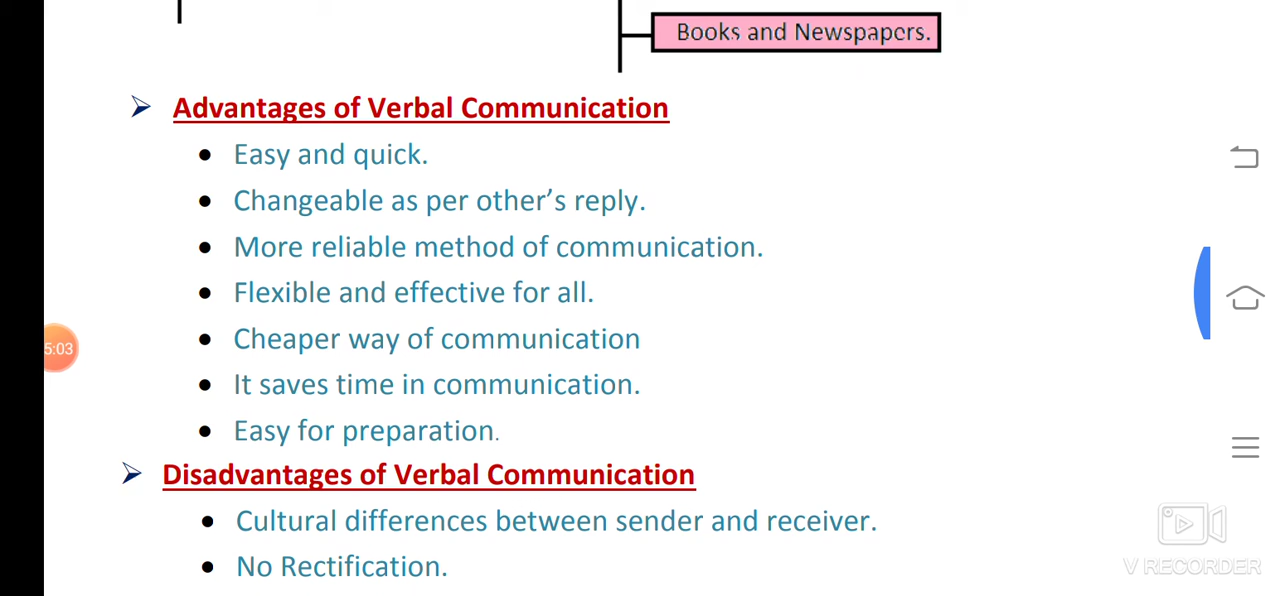 Books and Newspapers.
➢ Advantages of Verbal Communication
• Easy and quick.
• Changeable as per other’s reply.
• More reliable method of communication.
• Flexible and effective for all.
• Cheaper way of communication
5:03
• It saves time in communication.
• Easy for preparation.
➢ Disadvantages of Verbal Communication
• Cultural differences between sender and receiver.
• No Rectification.
V RECORDER